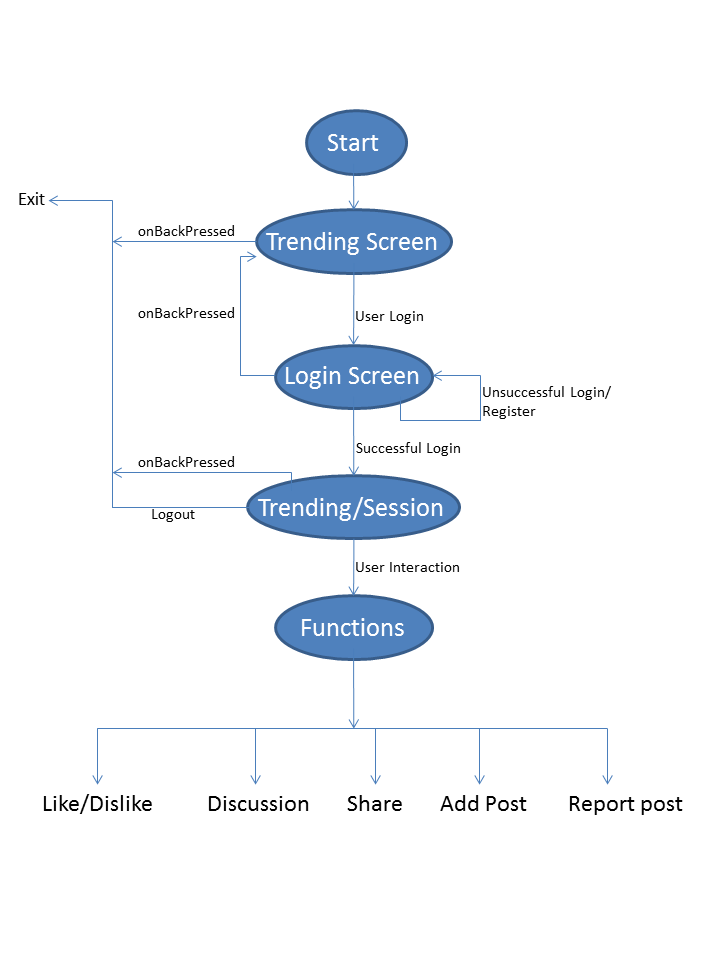 Start
Exit
onBackPressed
Trending Screen
onBackPressed
User Login
Login Screen
Unsuccessful Login/
Register
Successful Login
onBackPressed
Trending/Session
Logout
User Interaction
Functions
Like/Dislike
Discussion
Share
Add Post
Report post